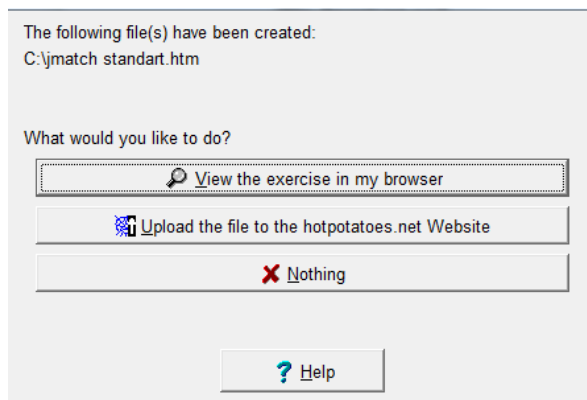 The following file(s) have been created:
C:\jmatch standart.htm
What would you like to do?
View the exercise in my browser
Upload the file to the hotpotatoes.net Website
Nothing
Help